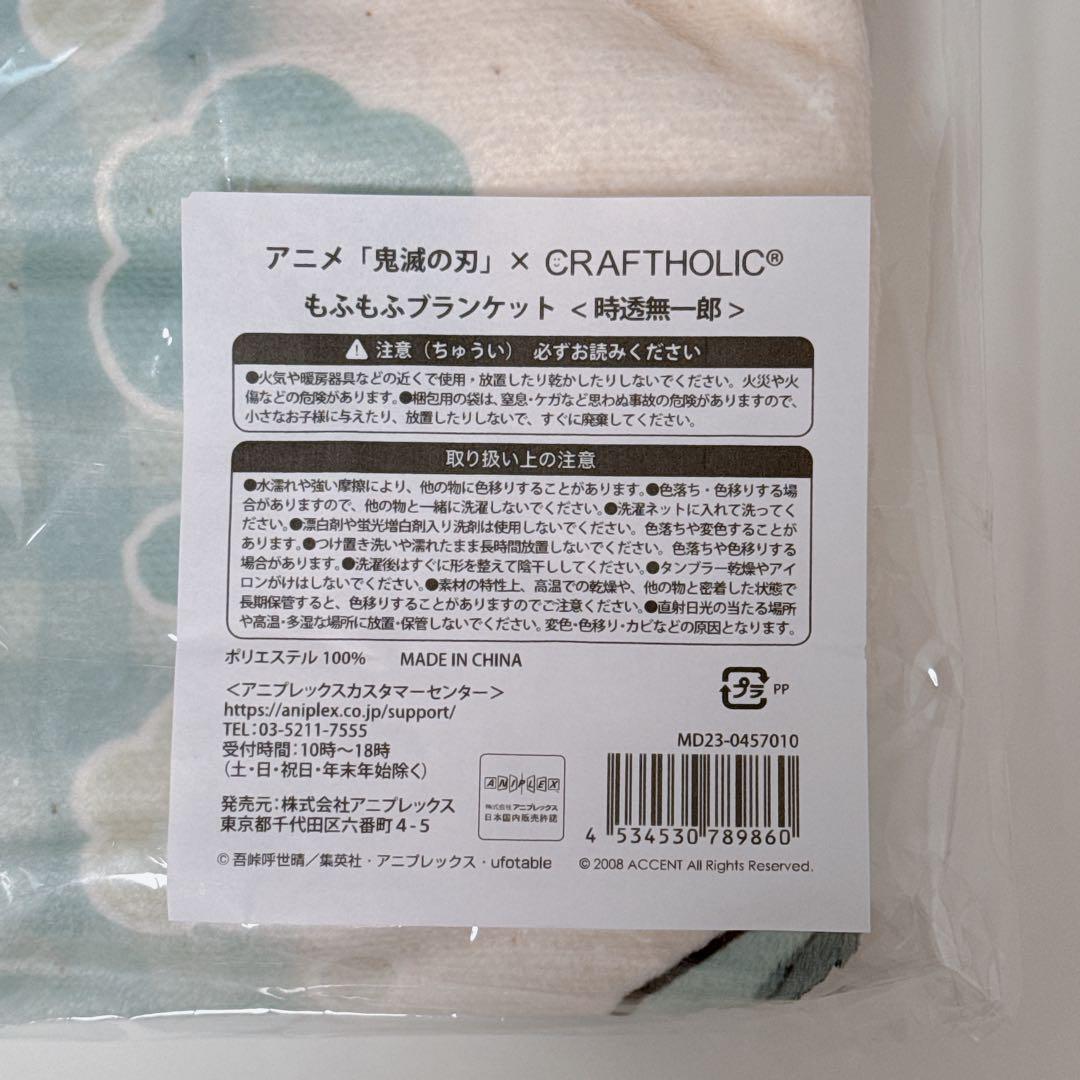 アニメ「鬼滅の刃」× CRAFTHOLIC®
もふもふブランケット ＜時透無一郎＞
注意（ちゅうい） 必ずお読みください
●火気や暖房器具などの近くで使用・放置したり乾かしたりしないでください。火災や火
傷などの危険があります。●梱包用の袋は、窒息・ケガなど思わぬ事故の危険がありますので、
小さなお子様に与えたり、放置したりしないで、すぐに廃棄してください。
取り扱い上の注意
●水濡れや強い摩擦により、他の物に色移りすることがあります。●色落ち・色移りする場
合がありますので、他の物と一緒に洗濯しないでください。●洗濯ネットに入れて洗ってく
ださい。●漂白剤や蛍光増白剤入り洗剤は使用しないでください。色落ちや変色することが
あります。●つけ置き洗いや濡れたまま長時間放置しないでください。色落ちや色移りする
場合があります。●洗濯後はすぐに形を整えて陰干ししてください。●タンブラー乾燥やアイ
ロンがけはしないでください。●素材の特性上、高温での乾燥や、他の物と密着した状態で
長期保管すると、色移りすることがありますのでご注意ください。●直射日光の当たる場所
や高温・多湿な場所に放置・保管しないでください。変色・色移り・カビなどの原因となります。
ポリエステル 100% MADE IN CHINA
＜アニプレックスカスタマーセンター＞
https://aniplex.co.jp/support/
TEL：03-5211-7555
受付時間：10時～18時
（土・日・祝日・年末年始除く）
発売元：株式会社アニプレックス
東京都千代田区六番町 4-5
プラ PP
MD23-0457010
ANIPLEX
株式会社アニプレックス
日本国内販売許諾
4 534530 789860
©吾峠呼世晴／集英社・アニプレックス・ufotable
© 2008 ACCENT All Rights Reserved.